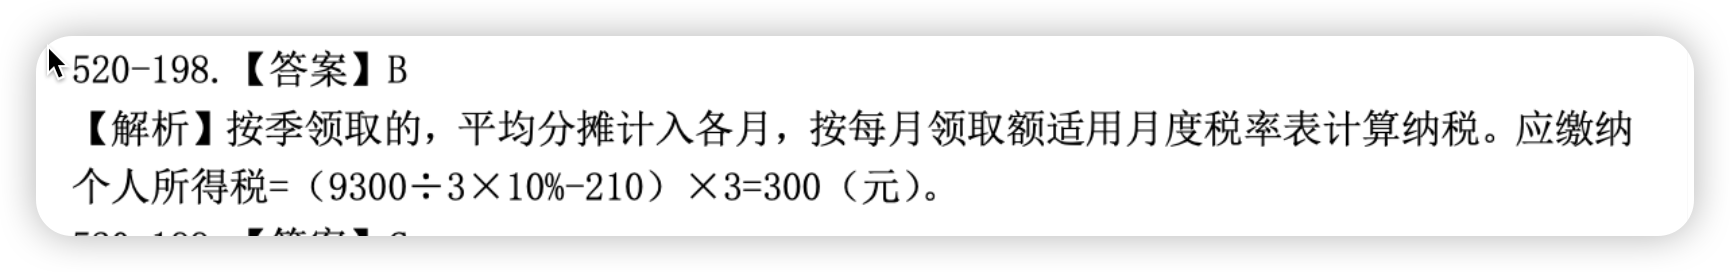 520-198.【答案】B
【解析】按季领取的，平均分摊计入各月，按每月领取额适用月度税率表计算纳税。应缴纳
个人所得税=（9300÷3×10%-210）×3=300（元）。